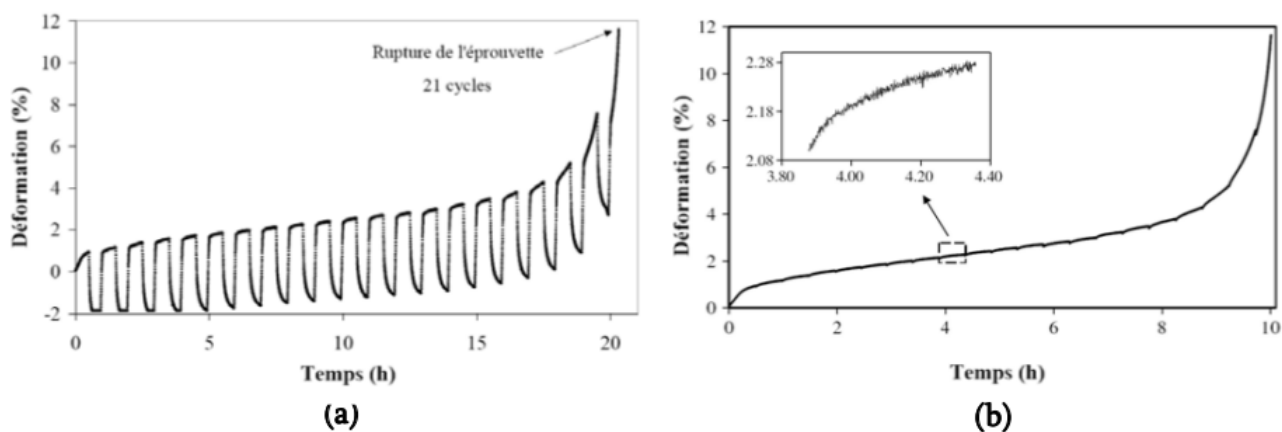 12
10
8
6
4
2
0
-2
Déformation (%)
Rupture de l'éprouvette
21 cycles
0 5 10 15 20
Temps (h)
(a)
12
10
8
6
4
2
0
Déformation (%)
2.28
2.18
2.08
3.80 4.00 4.20 4.40
0 2 4 6 8 10
Temps (h)
(b)